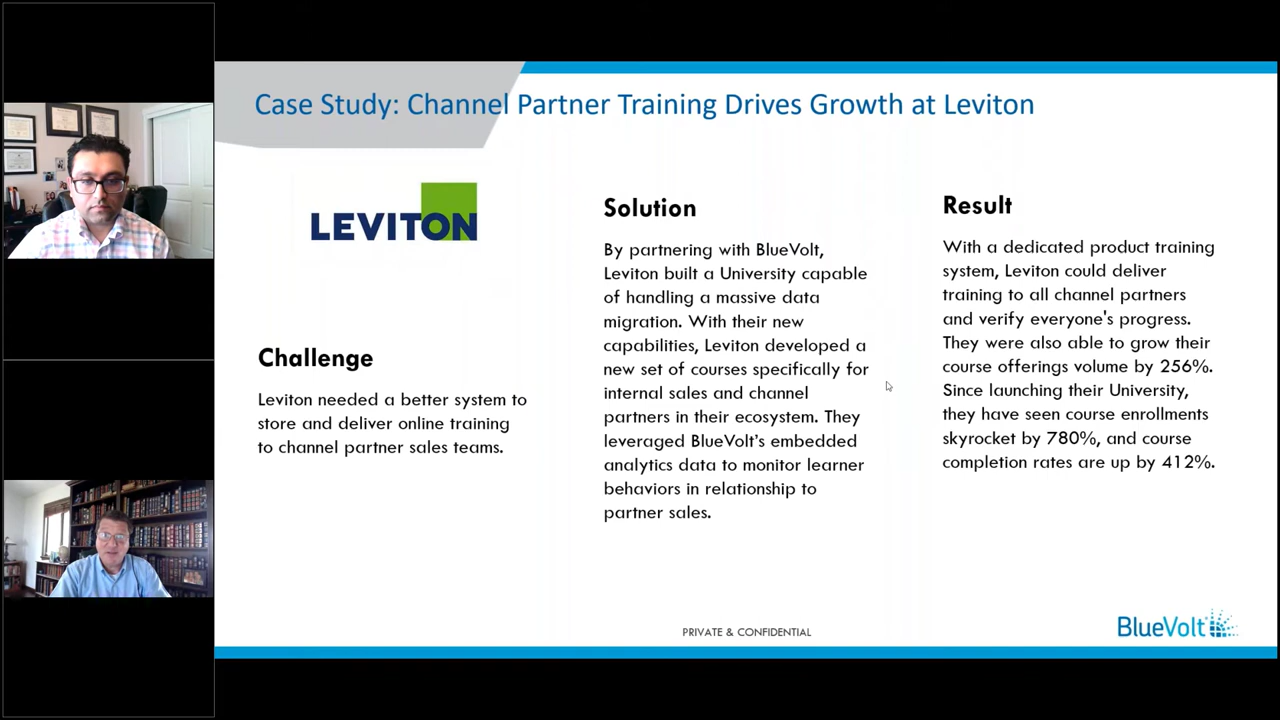 Case Study: Channel Partner Training Drives Growth at Leviton
LEVITON
Challenge
Leviton needed a better system to
store and deliver online training
to channel partner sales teams.
Solution
By partnering with BlueVolt,
Leviton built a University capable
of handling a massive data
migration. With their new
capabilities, Leviton developed a
new set of courses specifically for
internal sales and channel
partners in their ecosystem. They
leveraged BlueVolt's embedded
analytics data to monitor learner
behaviors in relationship to
partner sales.
Result
With a dedicated product training
system, Leviton could deliver
training to all channel partners
and verify everyone's progress.
They were also able to grow their
course offerings volume by 256%.
Since launching their University,
they have seen course enrollments
skyrocket by 780%, and course
completion rates are up by 412%.
PRIVATE & CONFIDENTIAL
BlueVolt